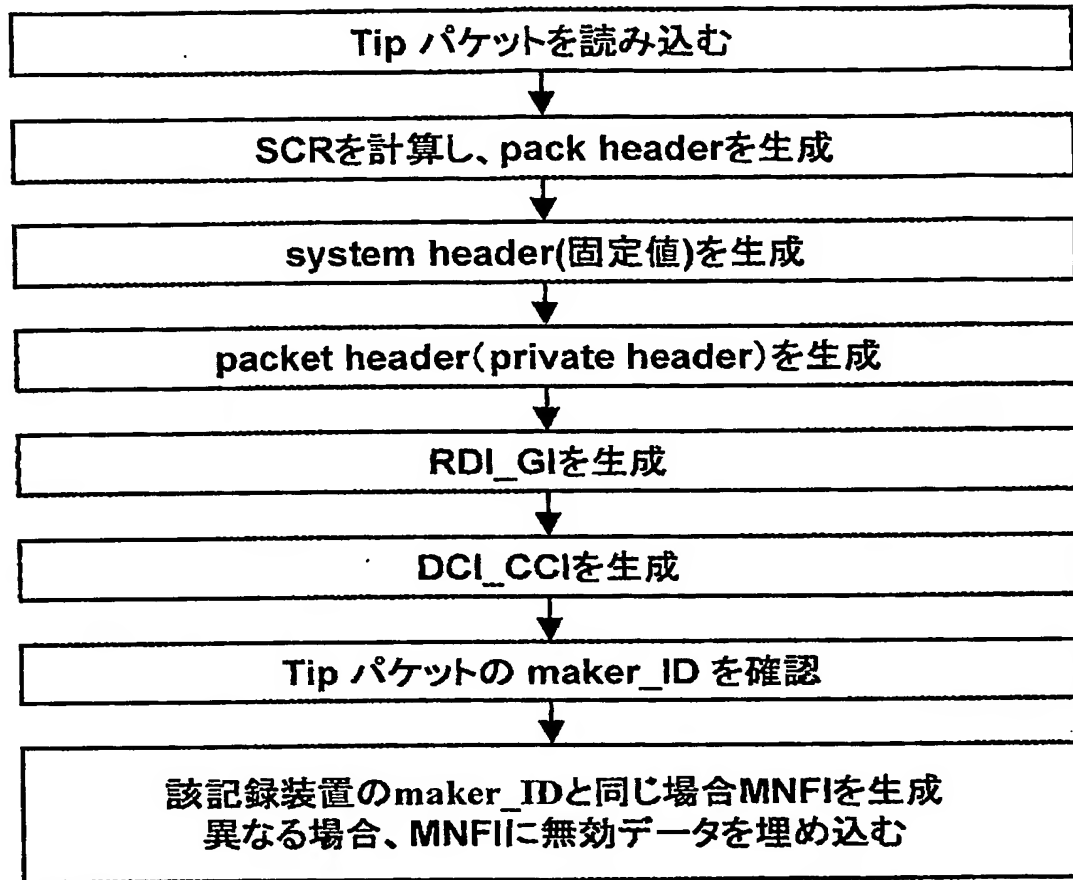 Tip パケットを読み込む
SCRを計算し、pack headerを生成
system header(固定値)を生成
packet header(private header)を生成
RDI_GIを生成
DCI_CCIを生成
Tip パケットの maker_ID を確認
該記録装置のmaker_IDと同じ場合MNFIを生成
異なる場合、MNFIIに無効データを埋め込む